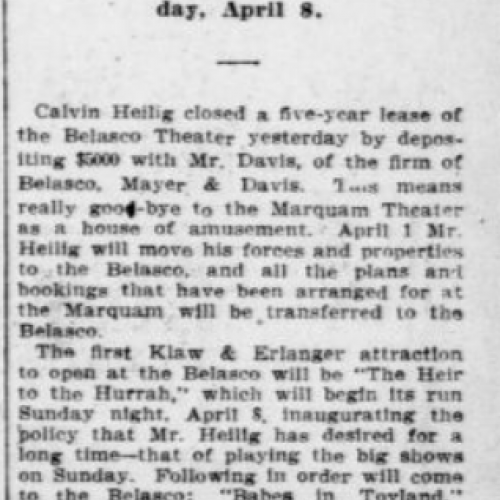 day, April 8.
Calvin Heilig closed a five-year lease of
the Belasco Theater yesterday by depos-
iting $5000 with Mr. Davis, of the firm of
Belasco, Mayer & Davis. This means
really good-bye to the Marquam Theater
as a house of amusement. April 1 Mr.
Heilig will move his forces and properties
to the Belasco, and all the plans and
bookings that have been arranged for at
the Marquam will be transferred to the
Belasco.
The first Klaw & Erlanger attraction
to open at the Belasco will be "The Heir
to the Hurrah," which will begin its run
Sunday night, April 8, inaugurating the
policy that Mr. Heilig has desired for a
long time—that of playing the big shows
on Sunday. Following in order will come
to the Belasco: "Babes in Toyland,"